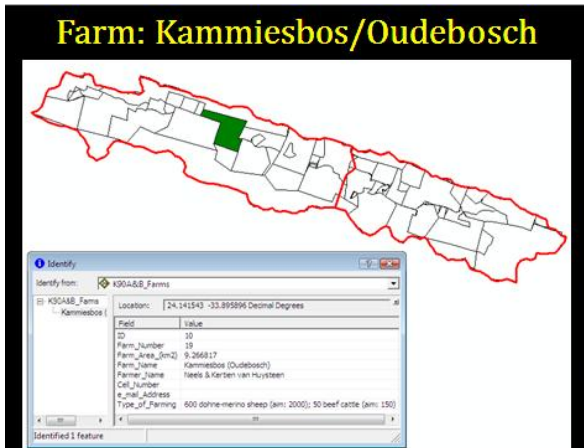 Farm: Kammiesbos/Oudebosch
Identify
Identify from: K90A&B_Farms
K90A&B_Fams
Kammiesbos (
Location: 24.141543 -33.895896 Decimal Degrees
Field Value
ID 10
Farm_Number 19
Farm_Area_(km2) 9.266817
Farm_Name Kammiesbos (Oudebosch)
Farmer_Name Neels & Kertien van Huysteen
Cell_Number
e_mail_Address
Type_of_Farming 600 dohne-merino sheep (aim: 2000); 50 beef cattle (aim: 150)
Identified 1 feature